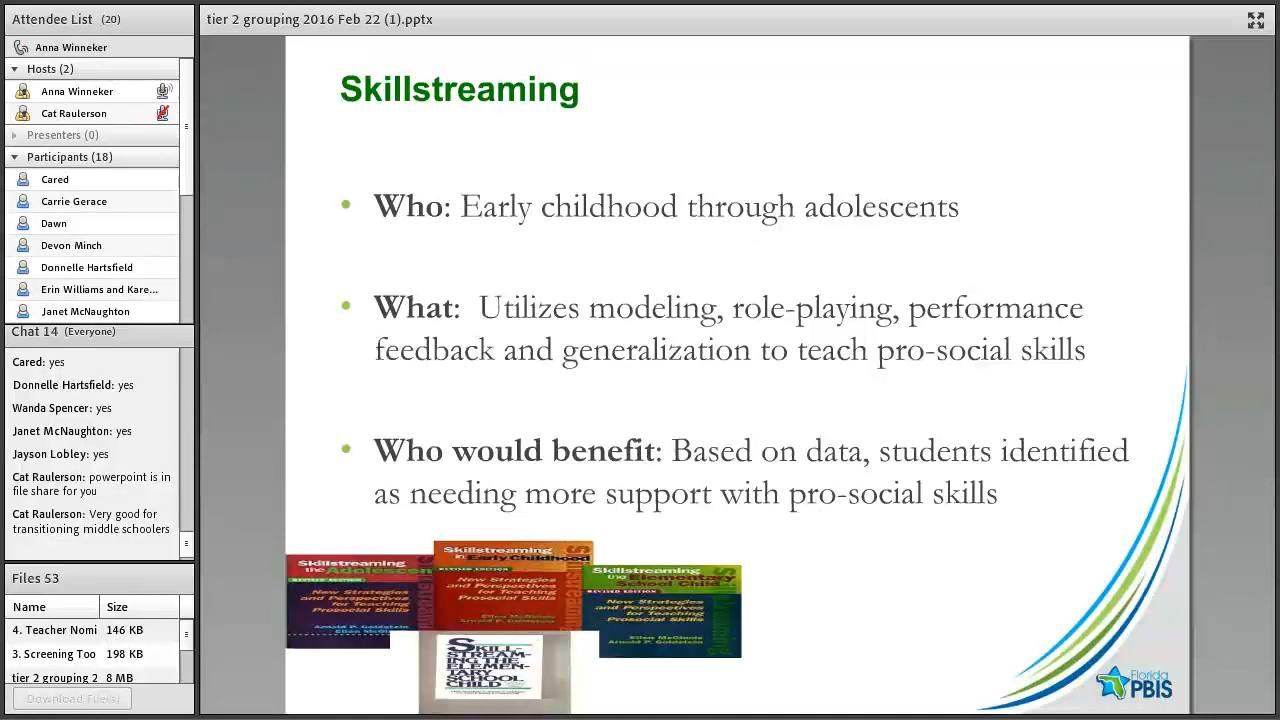 Attendee List (20)
Anna Winneker
Hosts (2)
Anna Winneker
Cat Raulerson
Presenters (0)
Participants (18)
Cared
Carrie Gerace
Dawn
Devon Minch
Donnelle Hartsfield
Erin Williams and Kare...
Janet McNaughton
Chat 14 (Everyone)
Cared: yes
Donnelle Hartsfield: yes
Wanda Spencer: yes
Janet McNaughton: yes
Jayson Lobley: yes
Cat Raulerson: powerpoint is in
file share for you
Cat Raulerson: Very good for
transitioning middle schoolers
Files 53
Name Size
1. Teacher Hun 18 KB
Grouping Too 98 KB
tier 2 grouping 2 8 MB
Download File(s)
tier 2 grouping 2016 Feb 22 (1).pptx
Skillstreaming
• Who: Early childhood through adolescents
• What: Utilizes modeling, role-playing, performance
feedback and generalization to teach pro-social skills
• Who would benefit: Based on data, students identified
as needing more support with pro-social skills
Skillstreaming
the Adolescent
REVISED EDITION
New Strategies
and Perspectives
for Teaching
Prosocial Skills
Arnold P. Goldstein
Ellen McGinnis
Skillstreaming
in Early Childhood
New Strategies
and Perspectives
for Teaching
Prosocial Skills
Ellen McGinnis
Arnold P. Goldstein
Skillstreaming
the Elementary
School Child
REVISED EDITION
New Strategies
and Perspectives
for Teaching
Prosocial Skills
Ellen McGinnis
Arnold P. Goldstein
SKILL-
STREAM-
ING THE
ELEMEN-
TARY
SCHOOL
CHILD
Florida
PBIS